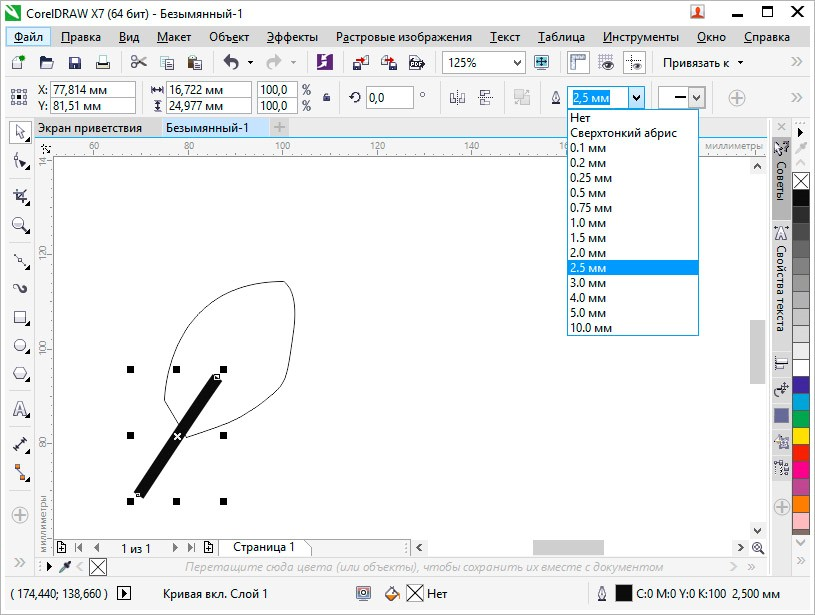 CorelDRAW X7 (64 бит) - Безымянный-1
Файл Правка Вид Макет Объект Эффекты Растровые изображения Текст Таблица Инструменты Окно Справка
125% Привязать к
X: 77,814 мм 16,722 мм 100,0 % 0,0 ° 2,5 мм
Y: 81,51 мм 24,977 мм 100,0 %
Экран приветствия Безымянный-1
60 80 100 120 140 миллиметры
Нет
Сверхтонкий абрис
0.1 мм
0.2 мм
0.25 мм
0.5 мм
0.75 мм
1.0 мм
1.5 мм
2.0 мм
2.5 мм
3.0 мм
4.0 мм
5.0 мм
10.0 мм
120
100
80
миллиметры
Советы
Свойства текста
1 из 1 Страница 1
Перетащите сюда цвета (или объекты), чтобы сохранить их вместе с документом
( 174,440; 138,660 ) Кривая вкл. Слой 1 Нет C:0 M:0 Y:0 K:100 2,500 мм